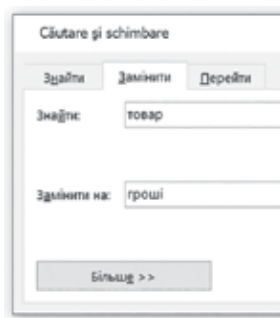 Căutare și schimbare
Знайти Замінити Перейти
Знайти: товар
Замінити на: гроші
Більше >>